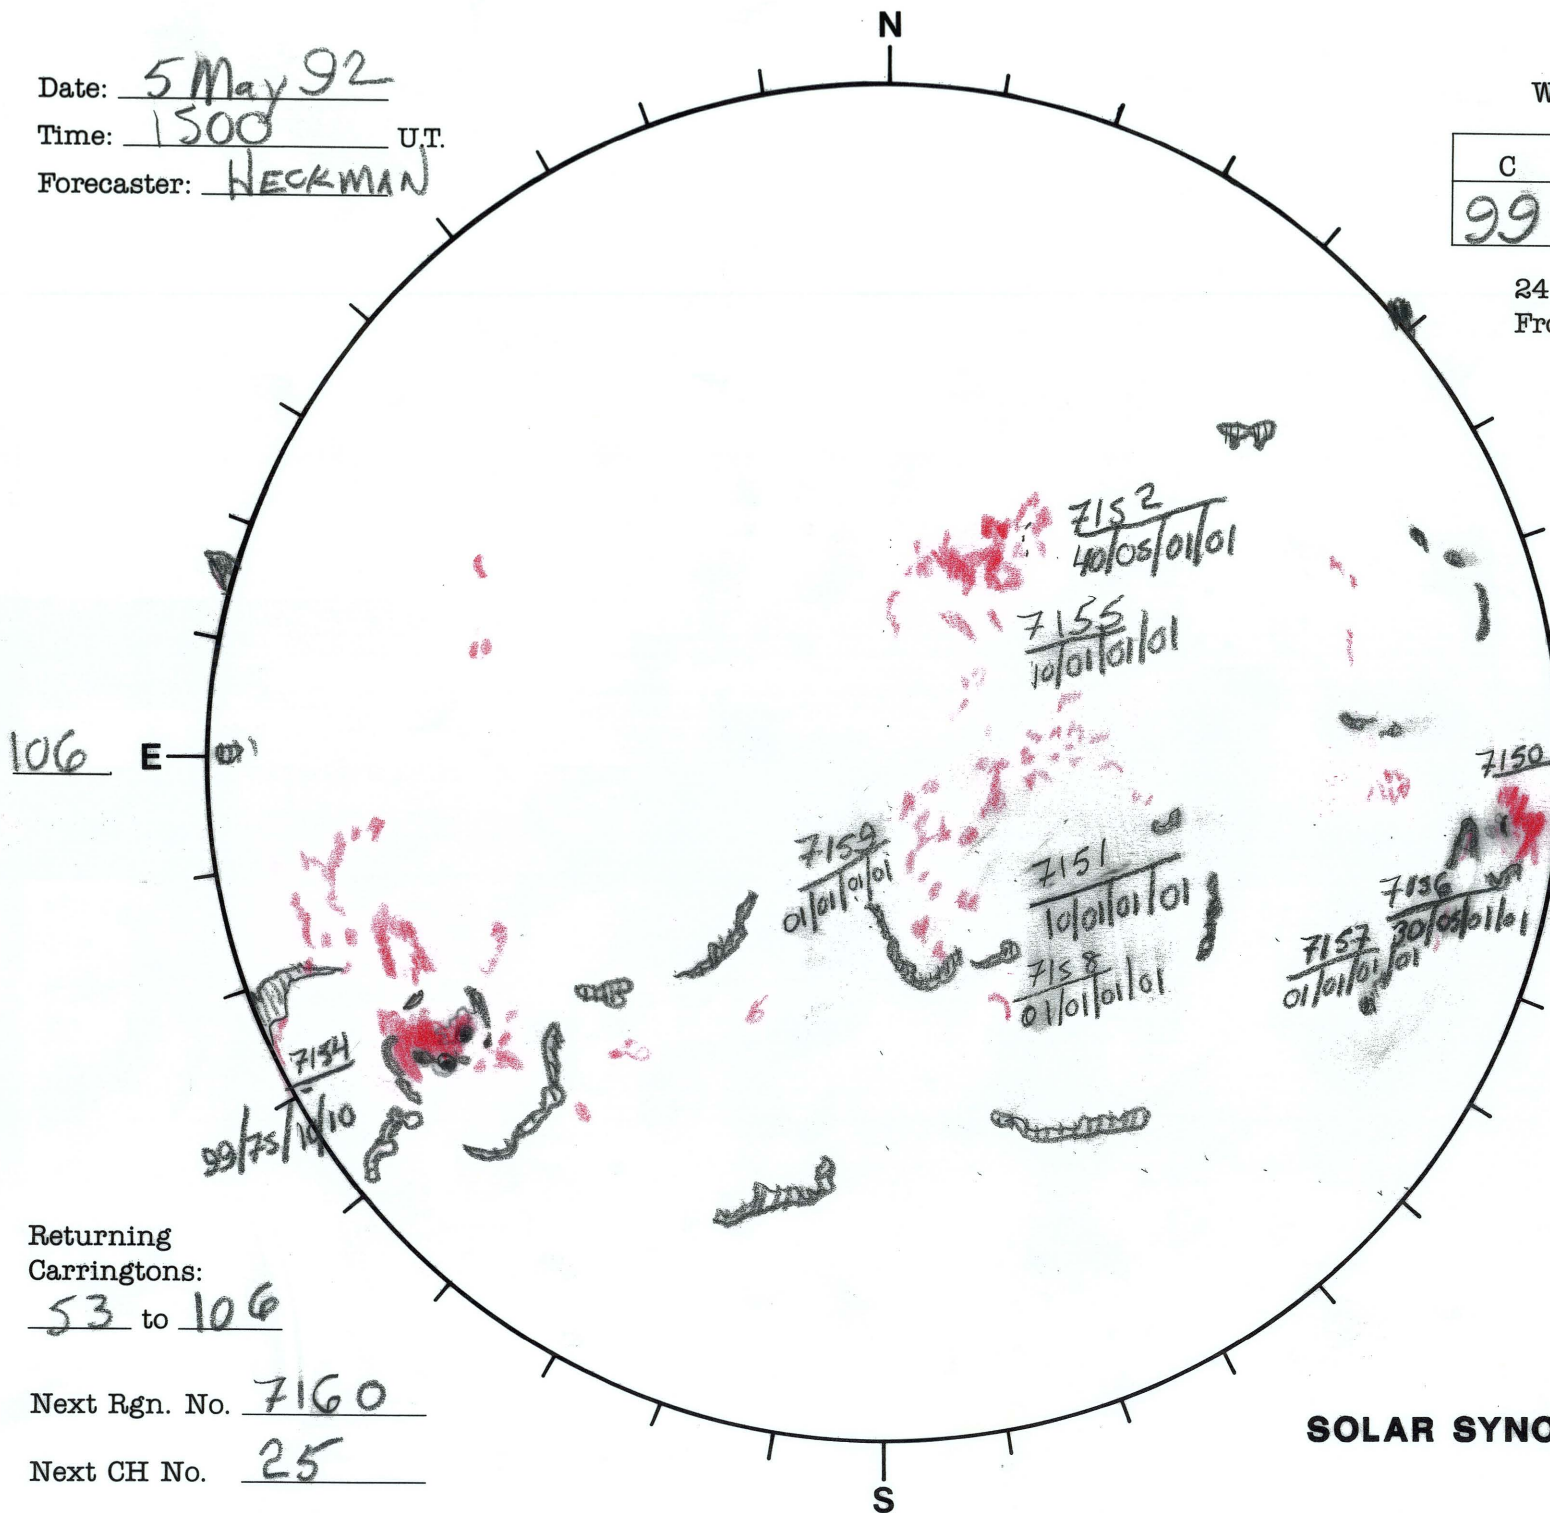 N
Date: 5 May 92
Time: 1500 U.T.
Forecaster: HECKMAN
W
C
99
24
Fro
7152
40/05/01/01
7155
10/01/01/01
106 E
7150
7159
01/01/01/01
7151
10/01/01/01
7156
30/05/01/01
7157
01/01/01/01
7158
01/01/01/01
7154
99/75/10/10
Returning
Carringtons:
53 to 106
Next Rgn. No. 7160
Next CH No. 25
SOLAR SYNO
S